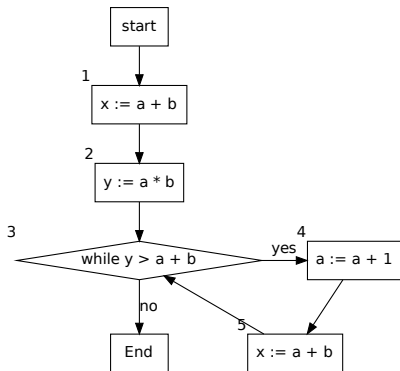 start
1
x := a + b
2
y := a * b
3
while y > a + b
yes
4
a := a + 1
no
5
End
x := a + b